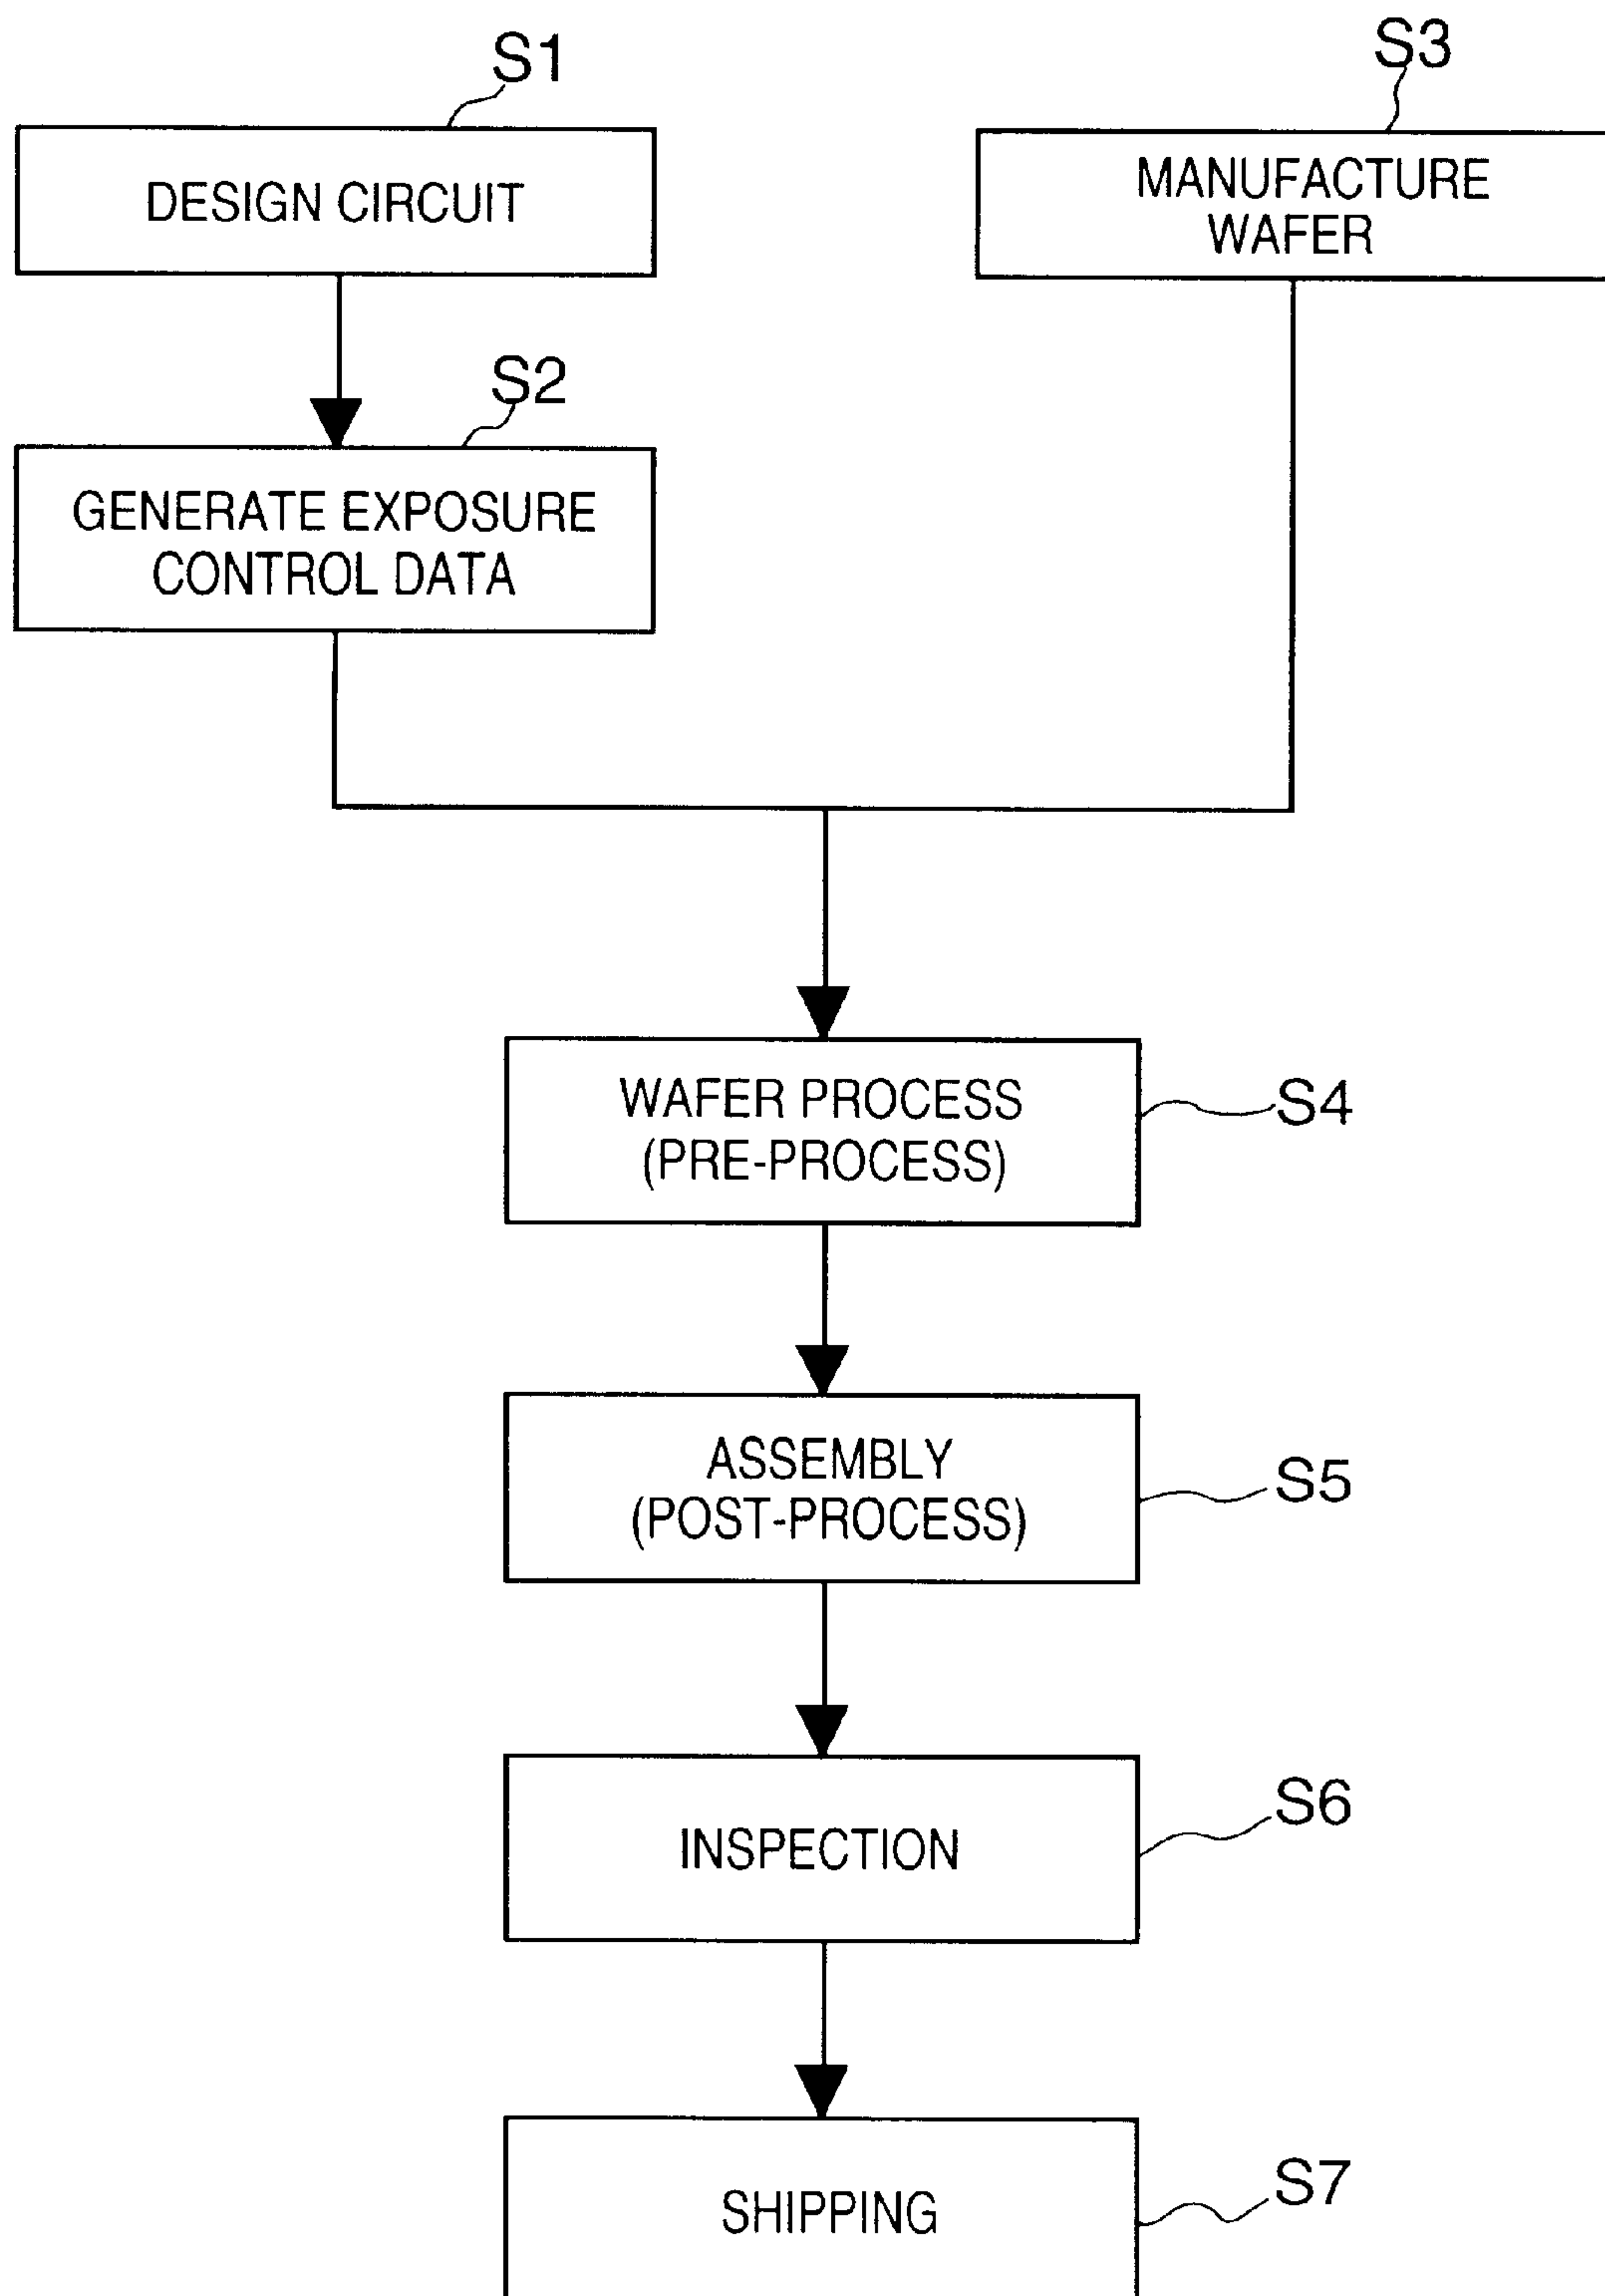 S1
DESIGN CIRCUIT
S3
MANUFACTURE
WAFER
S2
GENERATE EXPOSURE
CONTROL DATA
WAFER PROCESS
(PRE-PROCESS)
S4
ASSEMBLY
(POST-PROCESS)
S5
INSPECTION
S6
SHIPPING
S7